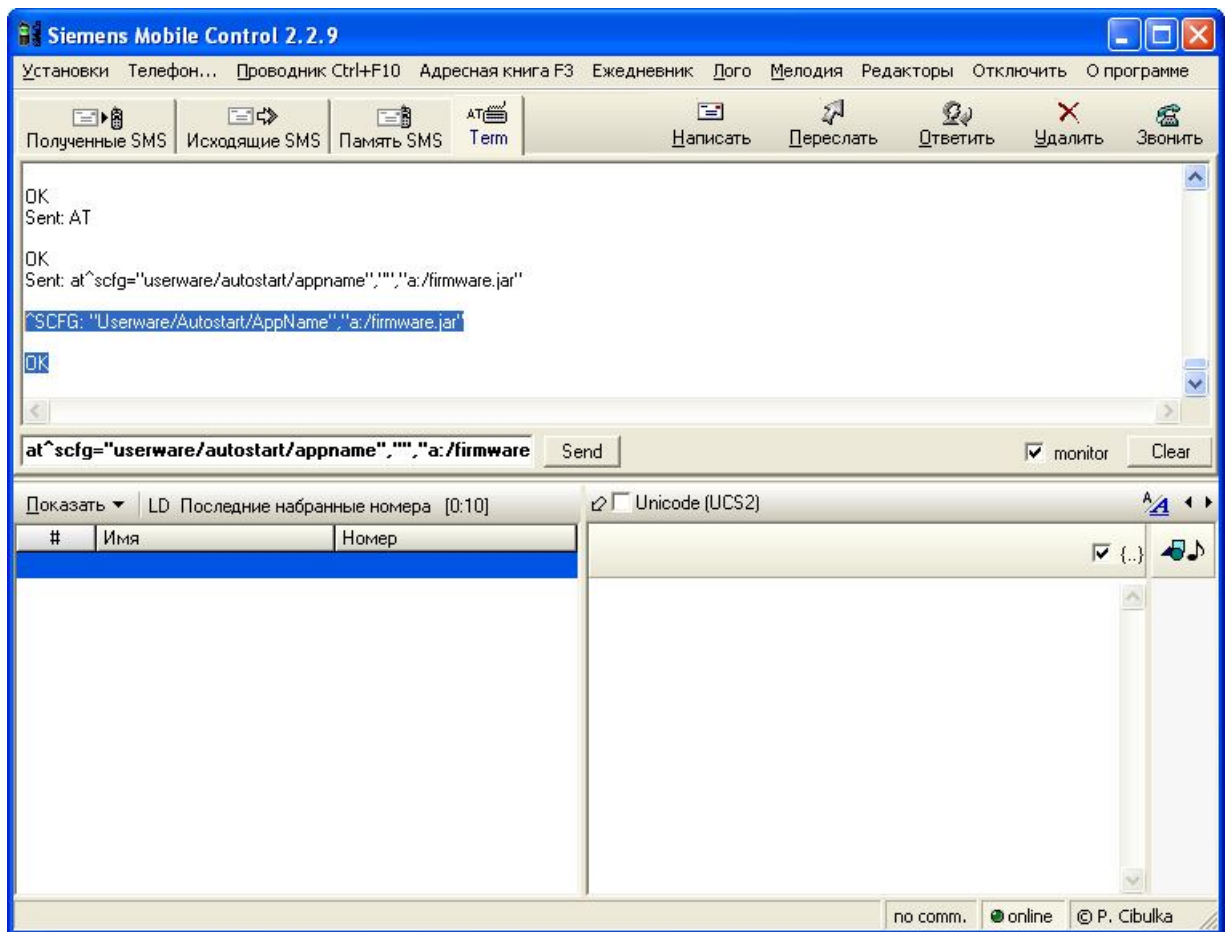 Siemens Mobile Control 2.2.9
Установки Телефон... Проводник Ctrl+F10 Адресная книга F3 Ежедневник Лого Мелодия Редакторы Отключить О программе
Полученные SMS Исходящие SMS Память SMS AT Term Написать Переслать Ответить Удалить Звонить
OK
Sent: AT
OK
Sent: at^scfg="userware/autostart/appname","","a:/firmware.jar"
^SCFG: "Userware/Autostart/AppName","a:/firmware.jar"
OK
at^scfg="userware/autostart/appname","","a:/firmware Send monitor Clear
Показать LD Последние набранные номера [0:10] Unicode (UCS2) A/A
# Имя Номер {..}
no comm. online © P. Cibulka